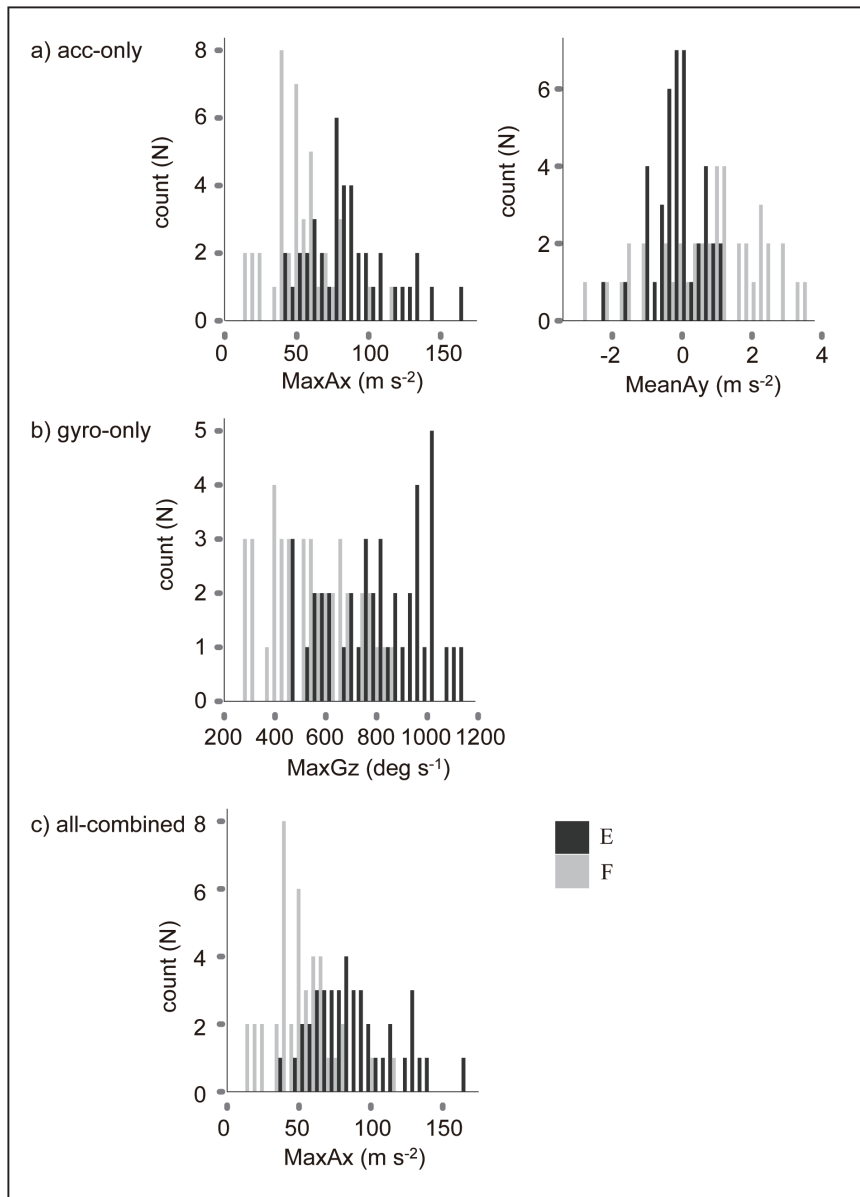 a) acc-only
8
6
4
2
0
count (N)
0 50 100 150
MaxAx (m s-2)
6
4
2
0
count (N)
-2 0 2 4
MeanAy (m s-2)
b) gyro-only
5
4
3
2
1
0
count (N)
200 400 600 800 1000 1200
MaxGz (deg s-1)
c) all-combined
8
6
4
2
0
count (N)
0 50 100 150
MaxAx (m s-2)
E
F